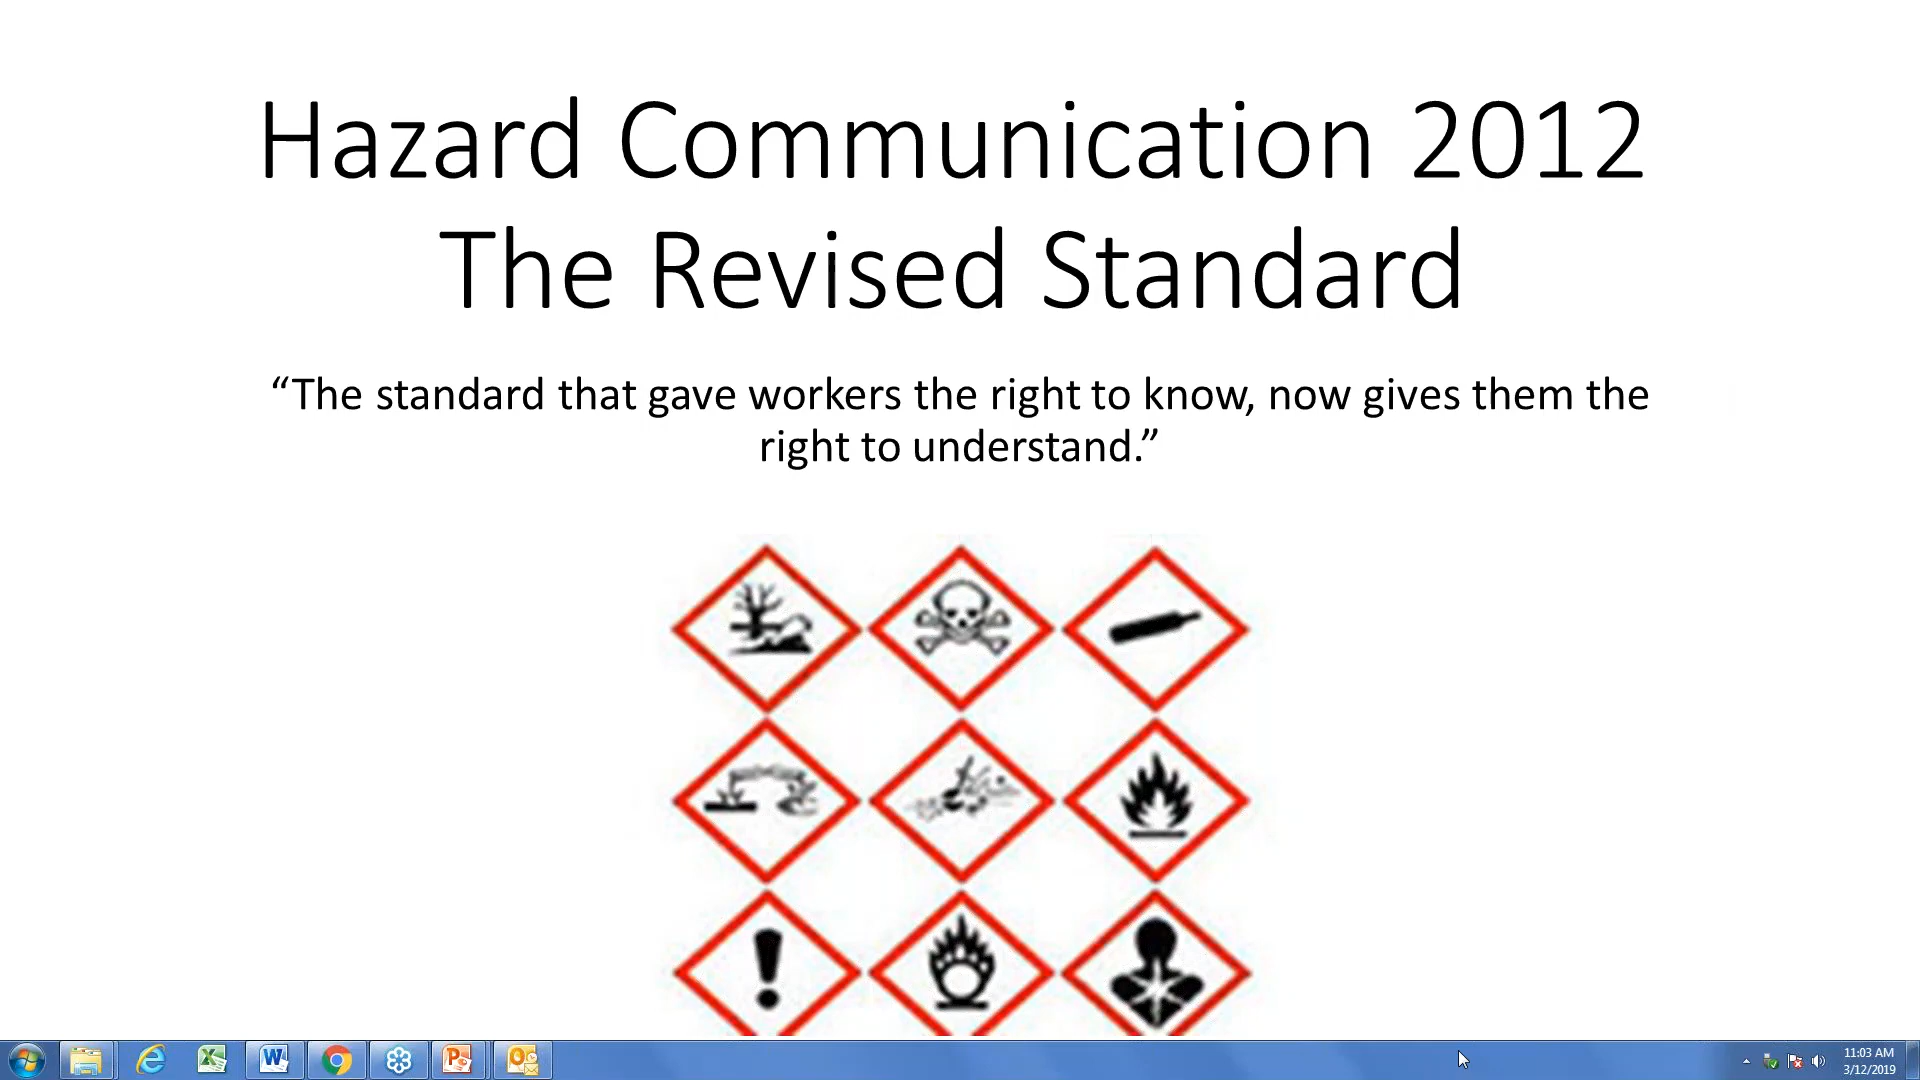 Hazard Communication 2012
The Revised Standard
“The standard that gave workers the right to know, now gives them the
right to understand.”
11:03 AM
3/12/2019